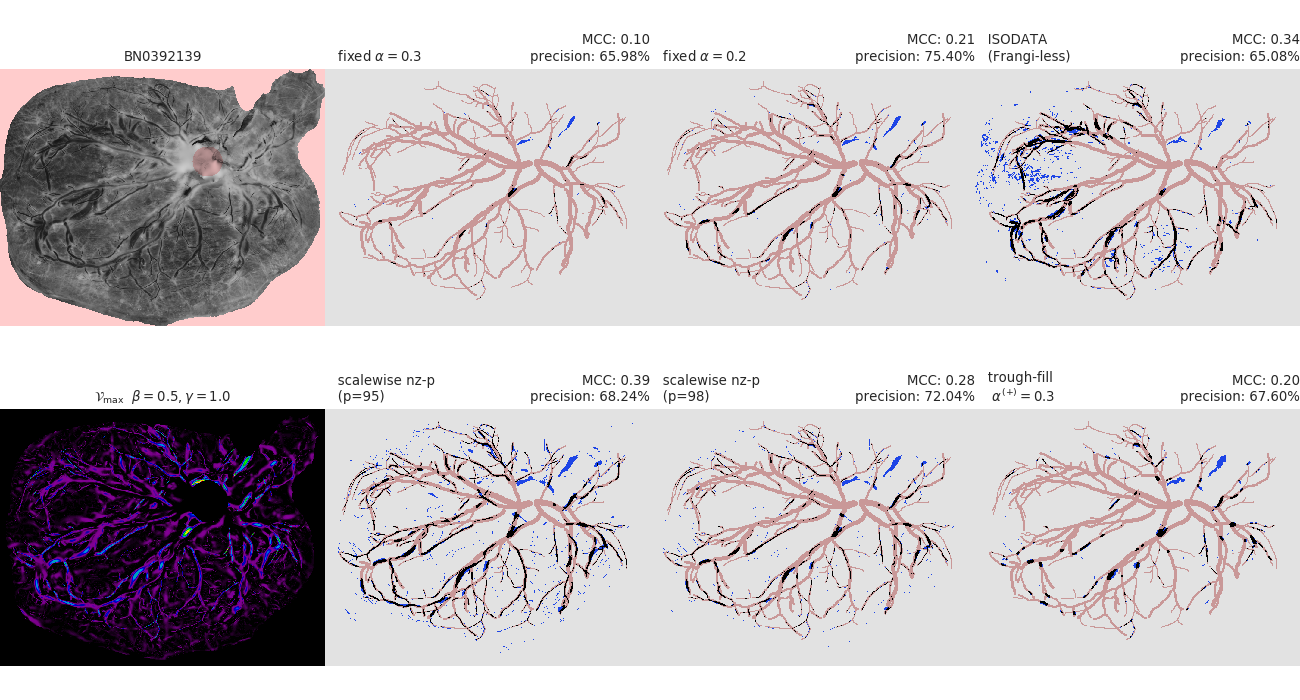 BN0392139
fixed α = 0.3
MCC: 0.10
precision: 65.98%
fixed α = 0.2
MCC: 0.21
precision: 75.40%
ISODATA
(Frangi-less)
MCC: 0.34
precision: 65.08%
𝒱max β = 0.5, γ = 1.0
scalewise nz-p
(p=95)
MCC: 0.39
precision: 68.24%
scalewise nz-p
(p=98)
MCC: 0.28
precision: 72.04%
trough-fill
α(+) = 0.3
MCC: 0.20
precision: 67.60%